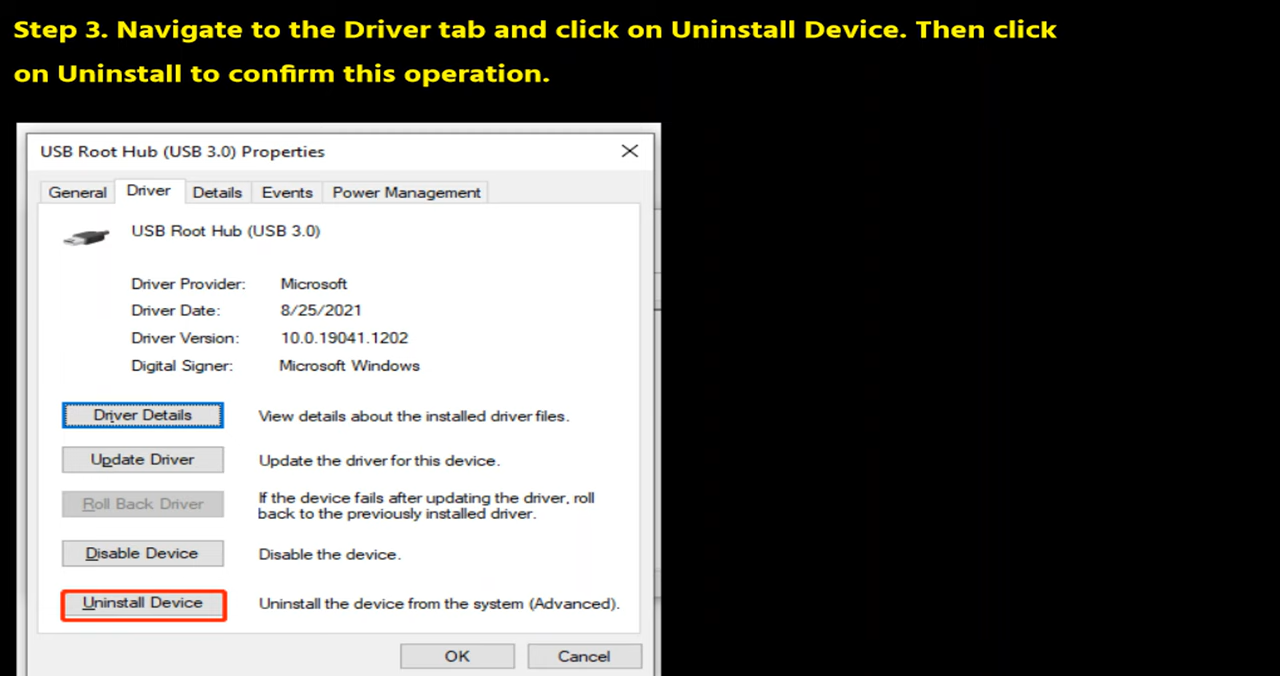 Step 3. Navigate to the Driver tab and click on Uninstall Device. Then click
on Uninstall to confirm this operation.
USB Root Hub (USB 3.0) Properties
General Driver Details Events Power Management
USB Root Hub (USB 3.0)
Driver Provider: Microsoft
Driver Date: 8/25/2021
Driver Version: 10.0.19041.1202
Digital Signer: Microsoft Windows
Driver Details View details about the installed driver files.
Update Driver Update the driver for this device.
Roll Back Driver If the device fails after updating the driver, roll
back to the previously installed driver.
Disable Device Disable the device.
Uninstall Device Uninstall the device from the system (Advanced).
OK Cancel